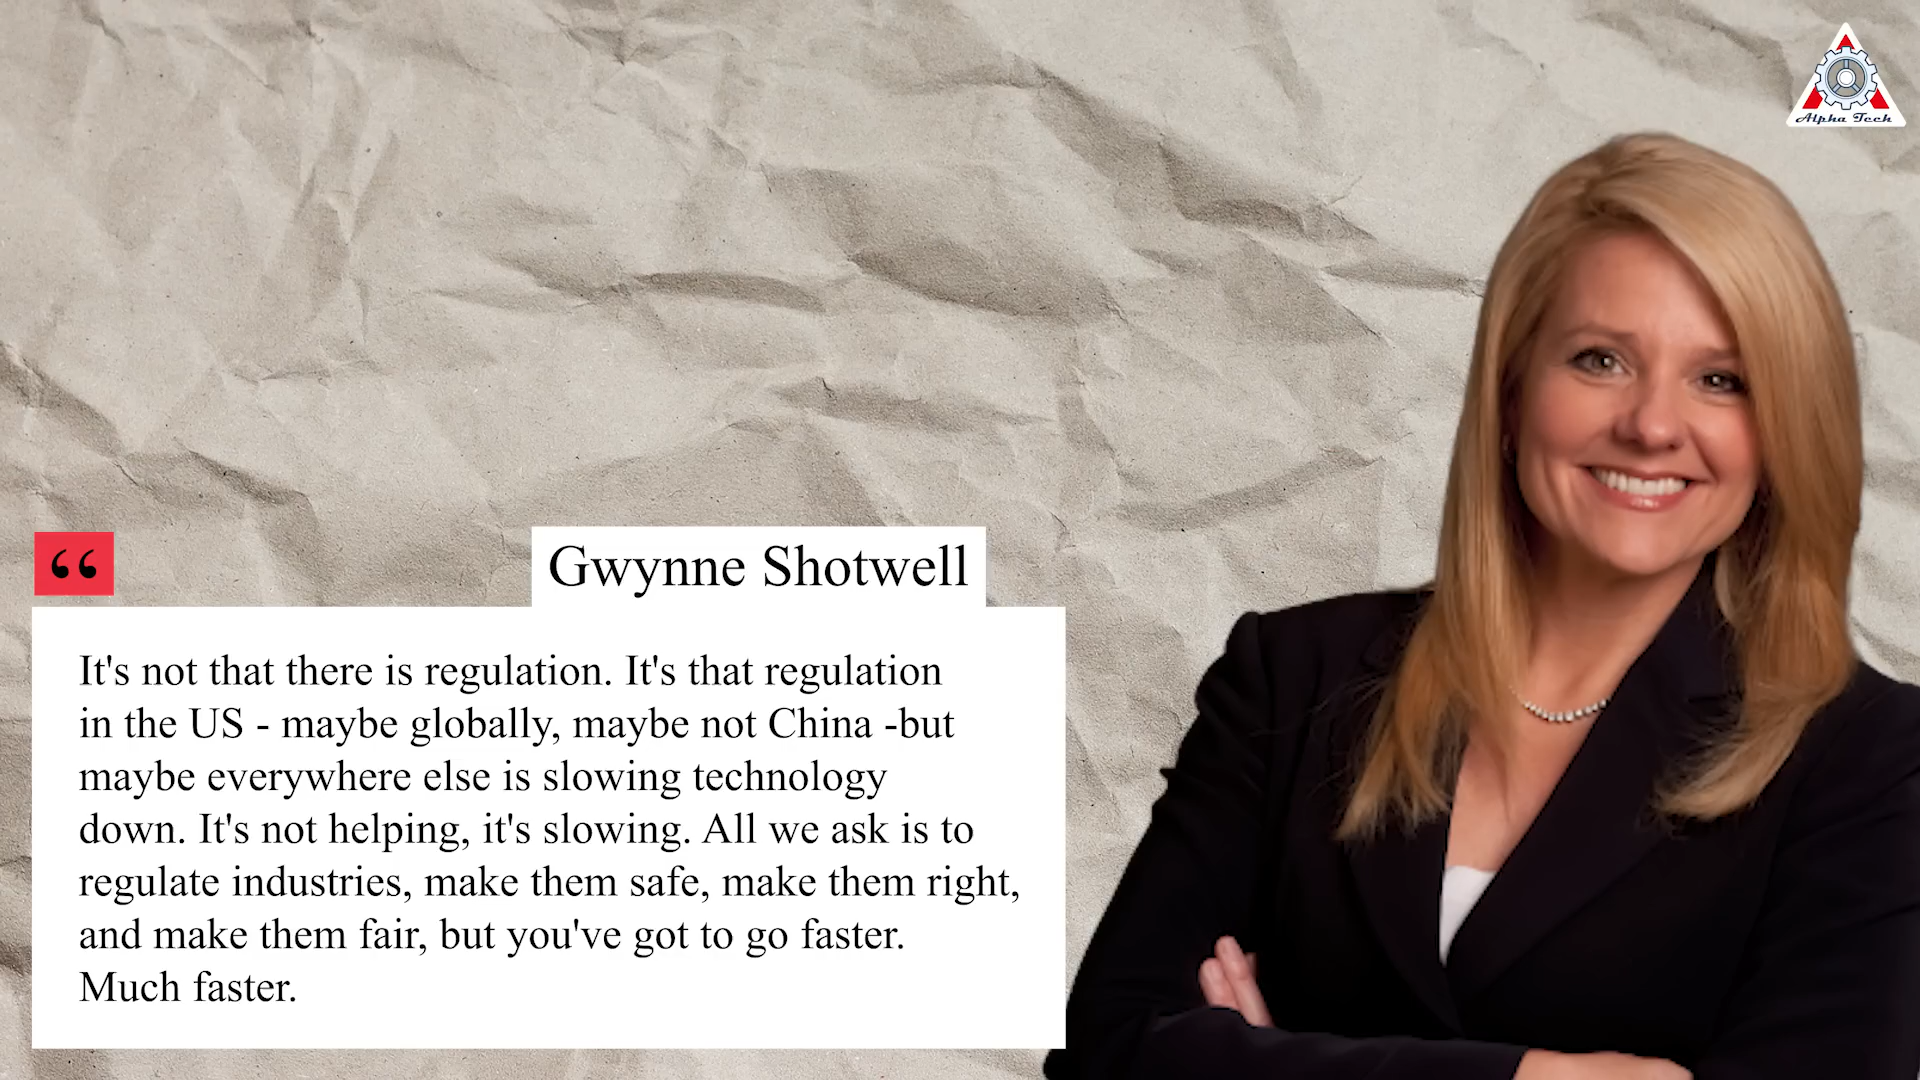 Alpha Tech
“
Gwynne Shotwell
It's not that there is regulation. It's that regulation
in the US - maybe globally, maybe not China -but
maybe everywhere else is slowing technology
down. It's not helping, it's slowing. All we ask is to
regulate industries, make them safe, make them right,
and make them fair, but you've got to go faster.
Much faster.